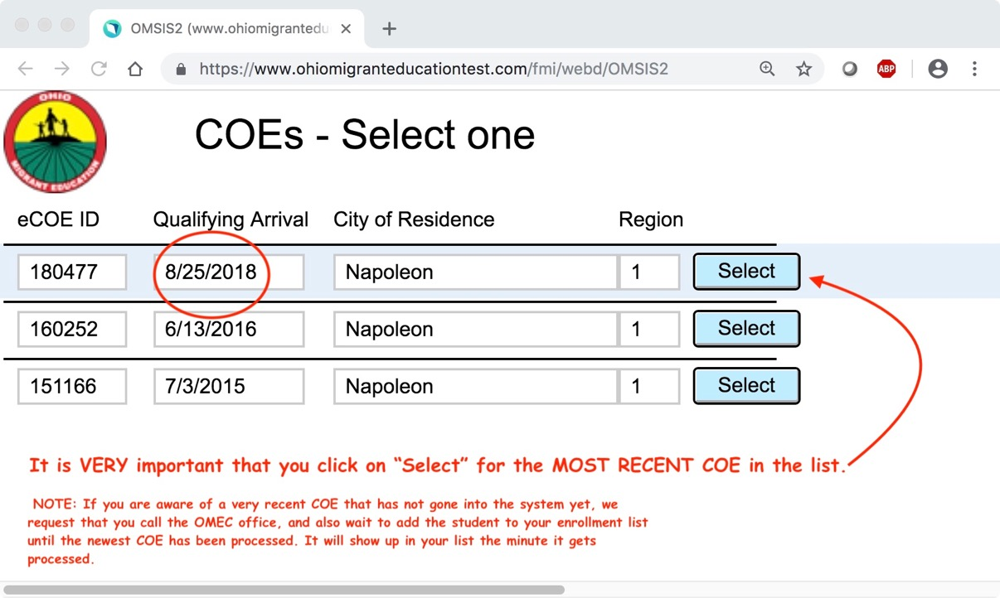 OMSIS2 (www.ohiomigrantedu
https://www.ohiomigranteducationtest.com/fmi/webd/OMSIS2
ABP
OHIO
MIGRANT EDUCATION
COEs - Select one
eCOE ID Qualifying Arrival City of Residence Region
180477 8/25/2018 Napoleon 1 Select
160252 6/13/2016 Napoleon 1 Select
151166 7/3/2015 Napoleon 1 Select
It is VERY important that you click on “Select” for the MOST RECENT COE in the list.
NOTE: If you are aware of a very recent COE that has not gone into the system yet, we
request that you call the OMEC office, and also wait to add the student to your enrollment list
until the newest COE has been processed. It will show up in your list the minute it gets
processed.